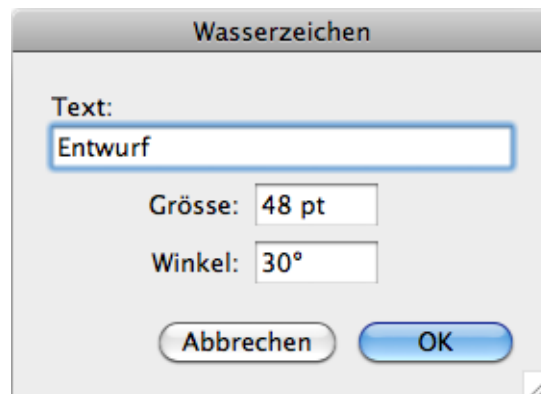 Wasserzeichen
Text:
Entwurf
Grösse: 48 pt
Winkel: 30°
Abbrechen OK